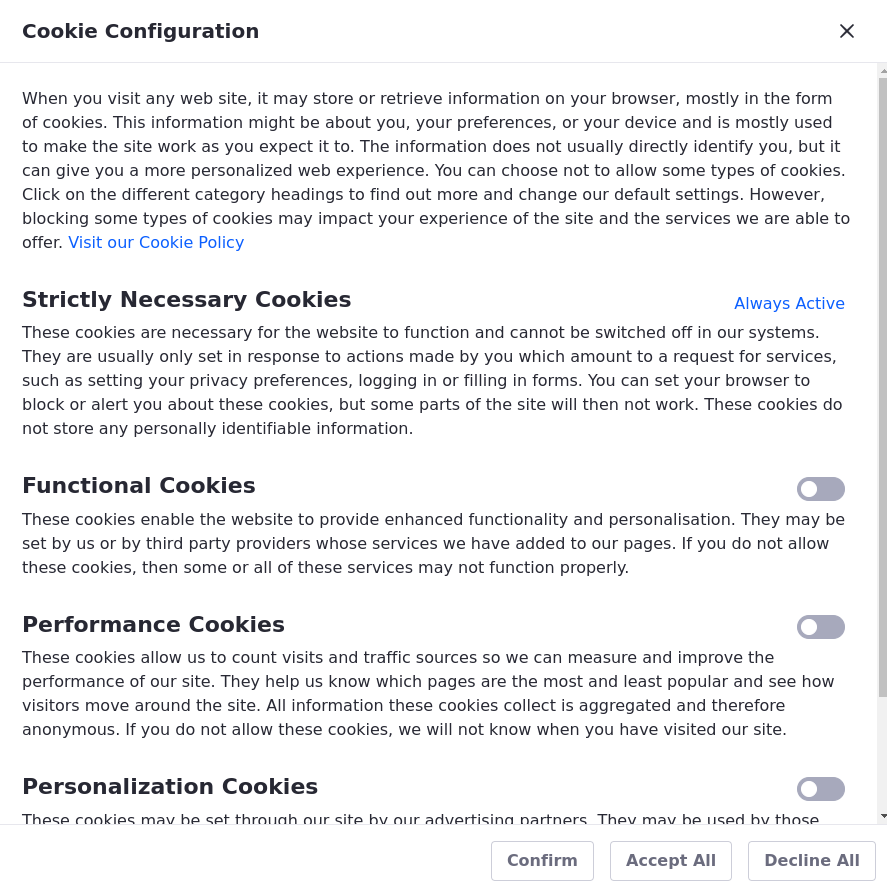 Cookie Configuration
When you visit any web site, it may store or retrieve information on your browser, mostly in the form
of cookies. This information might be about you, your preferences, or your device and is mostly used
to make the site work as you expect it to. The information does not usually directly identify you, but it
can give you a more personalized web experience. You can choose not to allow some types of cookies.
Click on the different category headings to find out more and change our default settings. However,
blocking some types of cookies may impact your experience of the site and the services we are able to
offer. Visit our Cookie Policy
Strictly Necessary Cookies
Always Active
These cookies are necessary for the website to function and cannot be switched off in our systems.
They are usually only set in response to actions made by you which amount to a request for services,
such as setting your privacy preferences, logging in or filling in forms. You can set your browser to
block or alert you about these cookies, but some parts of the site will then not work. These cookies do
not store any personally identifiable information.
Functional Cookies
These cookies enable the website to provide enhanced functionality and personalisation. They may be
set by us or by third party providers whose services we have added to our pages. If you do not allow
these cookies, then some or all of these services may not function properly.
Performance Cookies
These cookies allow us to count visits and traffic sources so we can measure and improve the
performance of our site. They help us know which pages are the most and least popular and see how
visitors move around the site. All information these cookies collect is aggregated and therefore
anonymous. If you do not allow these cookies, we will not know when you have visited our site.
Personalization Cookies
These cookies may be set through our site by our advertising partners. They may be used by those
Confirm
Accept All
Decline All